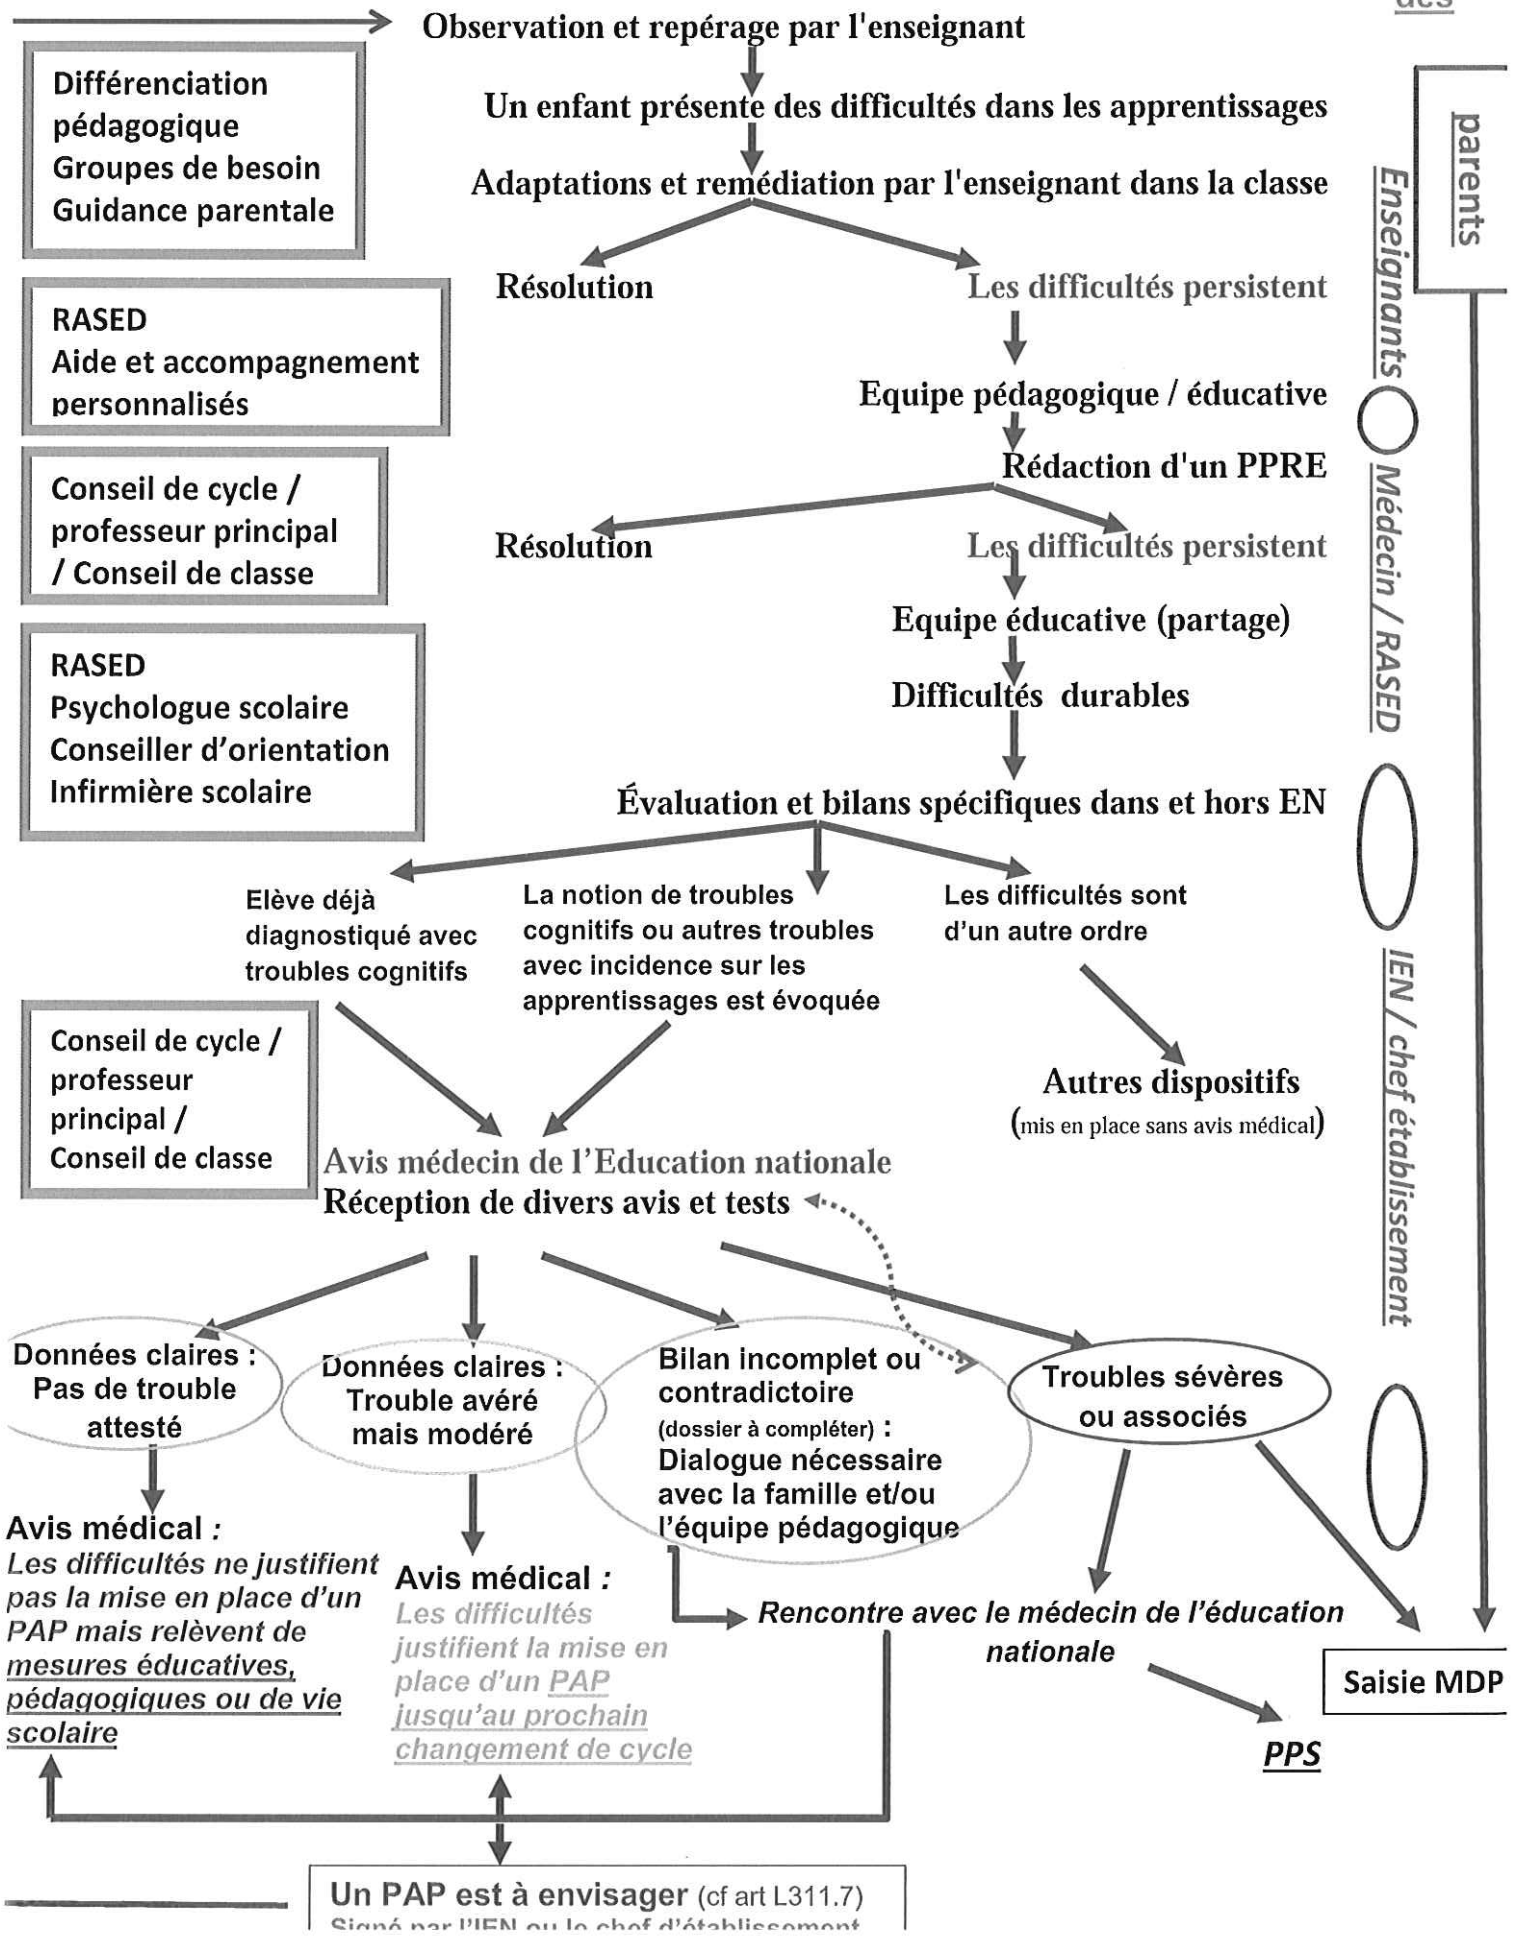 des
Observation et repérage par l'enseignant
Différenciation
pédagogique
Groupes de besoin
Guidance parentale
Un enfant présente des difficultés dans les apprentissages
Adaptations et remédiation par l'enseignant dans la classe
Résolution
Les difficultés persistent
RASED
Aide et accompagnement
personnalisés
Equipe pédagogique / éducative
Rédaction d'un PPRE
Conseil de cycle /
professeur principal
/ Conseil de classe
Résolution
Les difficultés persistent
Equipe éducative (partage)
Difficultés durables
RASED
Psychologue scolaire
Conseiller d’orientation
Infirmière scolaire
Évaluation et bilans spécifiques dans et hors EN
Elève déjà
diagnostiqué avec
troubles cognitifs
La notion de troubles
cognitifs ou autres troubles
avec incidence sur les
apprentissages est évoquée
Les difficultés sont
d’un autre ordre
Conseil de cycle /
professeur
principal /
Conseil de classe
Autres dispositifs
(mis en place sans avis médical)
Avis médecin de l’Education nationale
Réception de divers avis et tests
Données claires :
Pas de trouble
attesté
Données claires :
Trouble avéré
mais modéré
Bilan incomplet ou
contradictoire
(dossier à compléter) :
Dialogue nécessaire
avec la famille et/ou
l’équipe pédagogique
Troubles sévères
ou associés
Avis médical :
Les difficultés ne justifient
pas la mise en place d’un
PAP mais relèvent de
mesures éducatives,
pédagogiques ou de vie
scolaire
Avis médical :
Les difficultés
justifient la mise en
place d’un PAP
jusqu’au prochain
changement de cycle
Rencontre avec le médecin de l’éducation
nationale
PPS
Saisie MDP
Un PAP est à envisager (cf art L311.7)
Signé par l’IEN ou le chef d’établissement
parents
Enseignants
Médecin / RASED
IEN / chef établissement